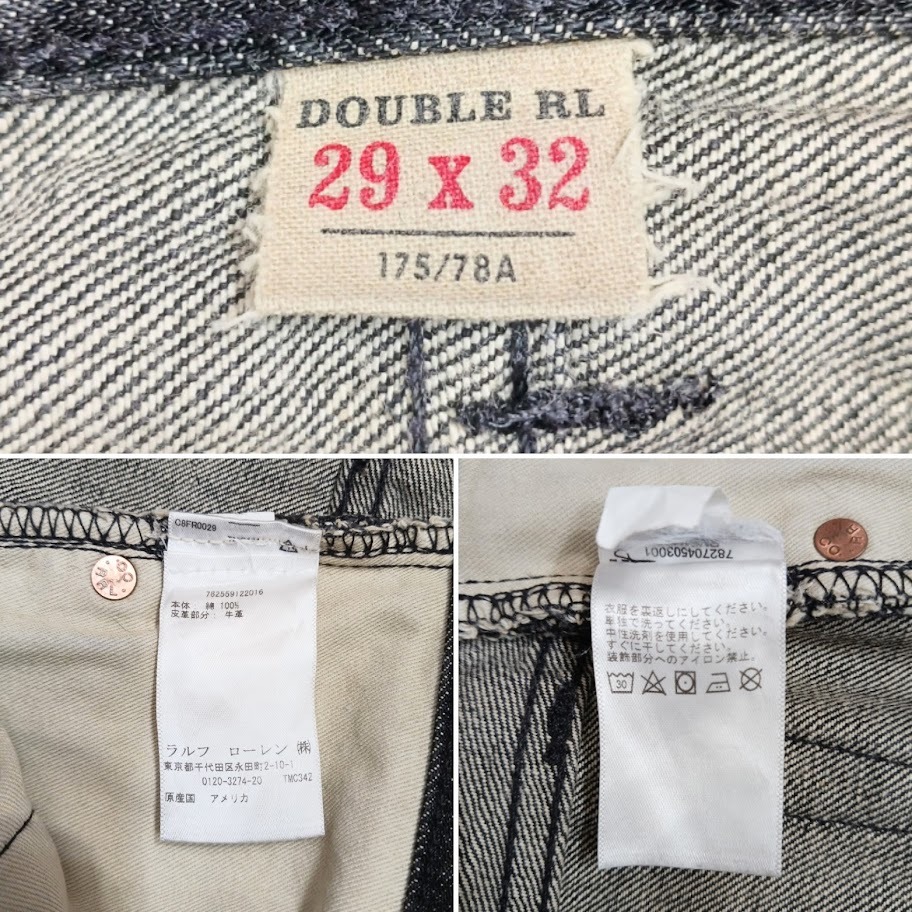 DOUBLE RL
29 x 32
175/78A
C8FR0029
782559122016
本体 綿 100%
皮革部分: 牛革
ラルフ ローレン ㈱
東京都千代田区永田町2-10-1
0120-3274-20 TMC342
原産国 アメリカ
782704503001
衣服を裏返しにしてください。
単独で洗ってください。
中性洗剤を使用してください。
すぐに干してください。
装飾部分へのアイロン禁止。
30